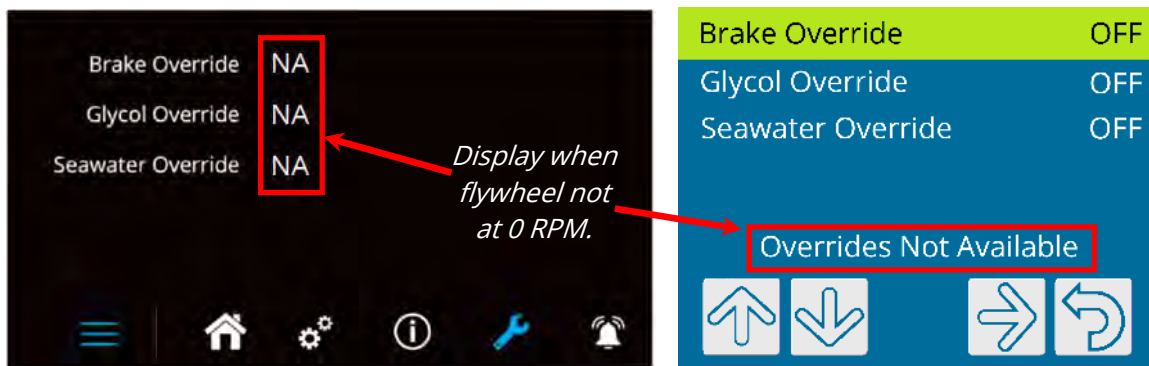 Brake Override NA
Glycol Override NA
Seawater Override NA
Display when
flywheel not
at 0 RPM.
Brake Override OFF
Glycol Override OFF
Seawater Override OFF
Overrides Not Available